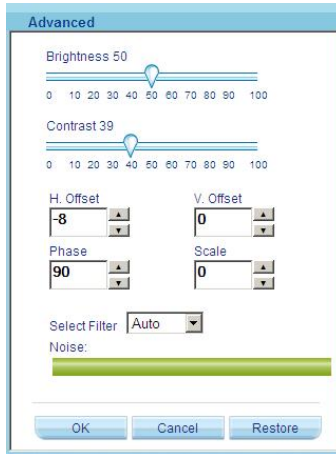 Advanced
Brightness 50
0 10 20 30 40 50 60 70 80 90 100
Contrast 39
0 10 20 30 40 50 60 70 80 90 100
H. Offset V. Offset
-8 0
Phase Scale
90 0
Select Filter Auto
Noise:
OK Cancel Restore